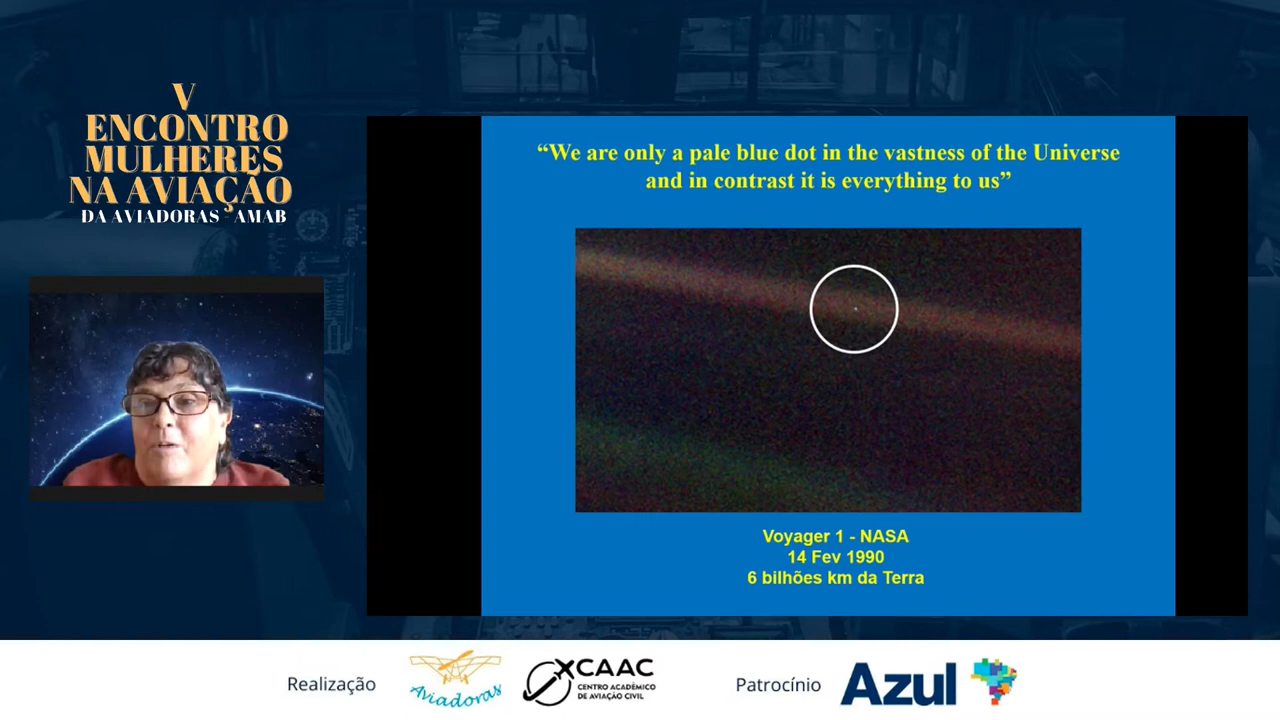 V
ENCONTRO
MULHERES
NA AVIAÇÃO
DA AVIADORAS - AMAB
“We are only a pale blue dot in the vastness of the Universe
and in contrast it is everything to us”
Voyager 1 - NASA
14 Fev 1990
6 bilhões km da Terra
Realização
Aviadoras
CAAC
CENTRO ACADÊMICO
DE AVIAÇÃO CIVIL
Patrocínio
Azul